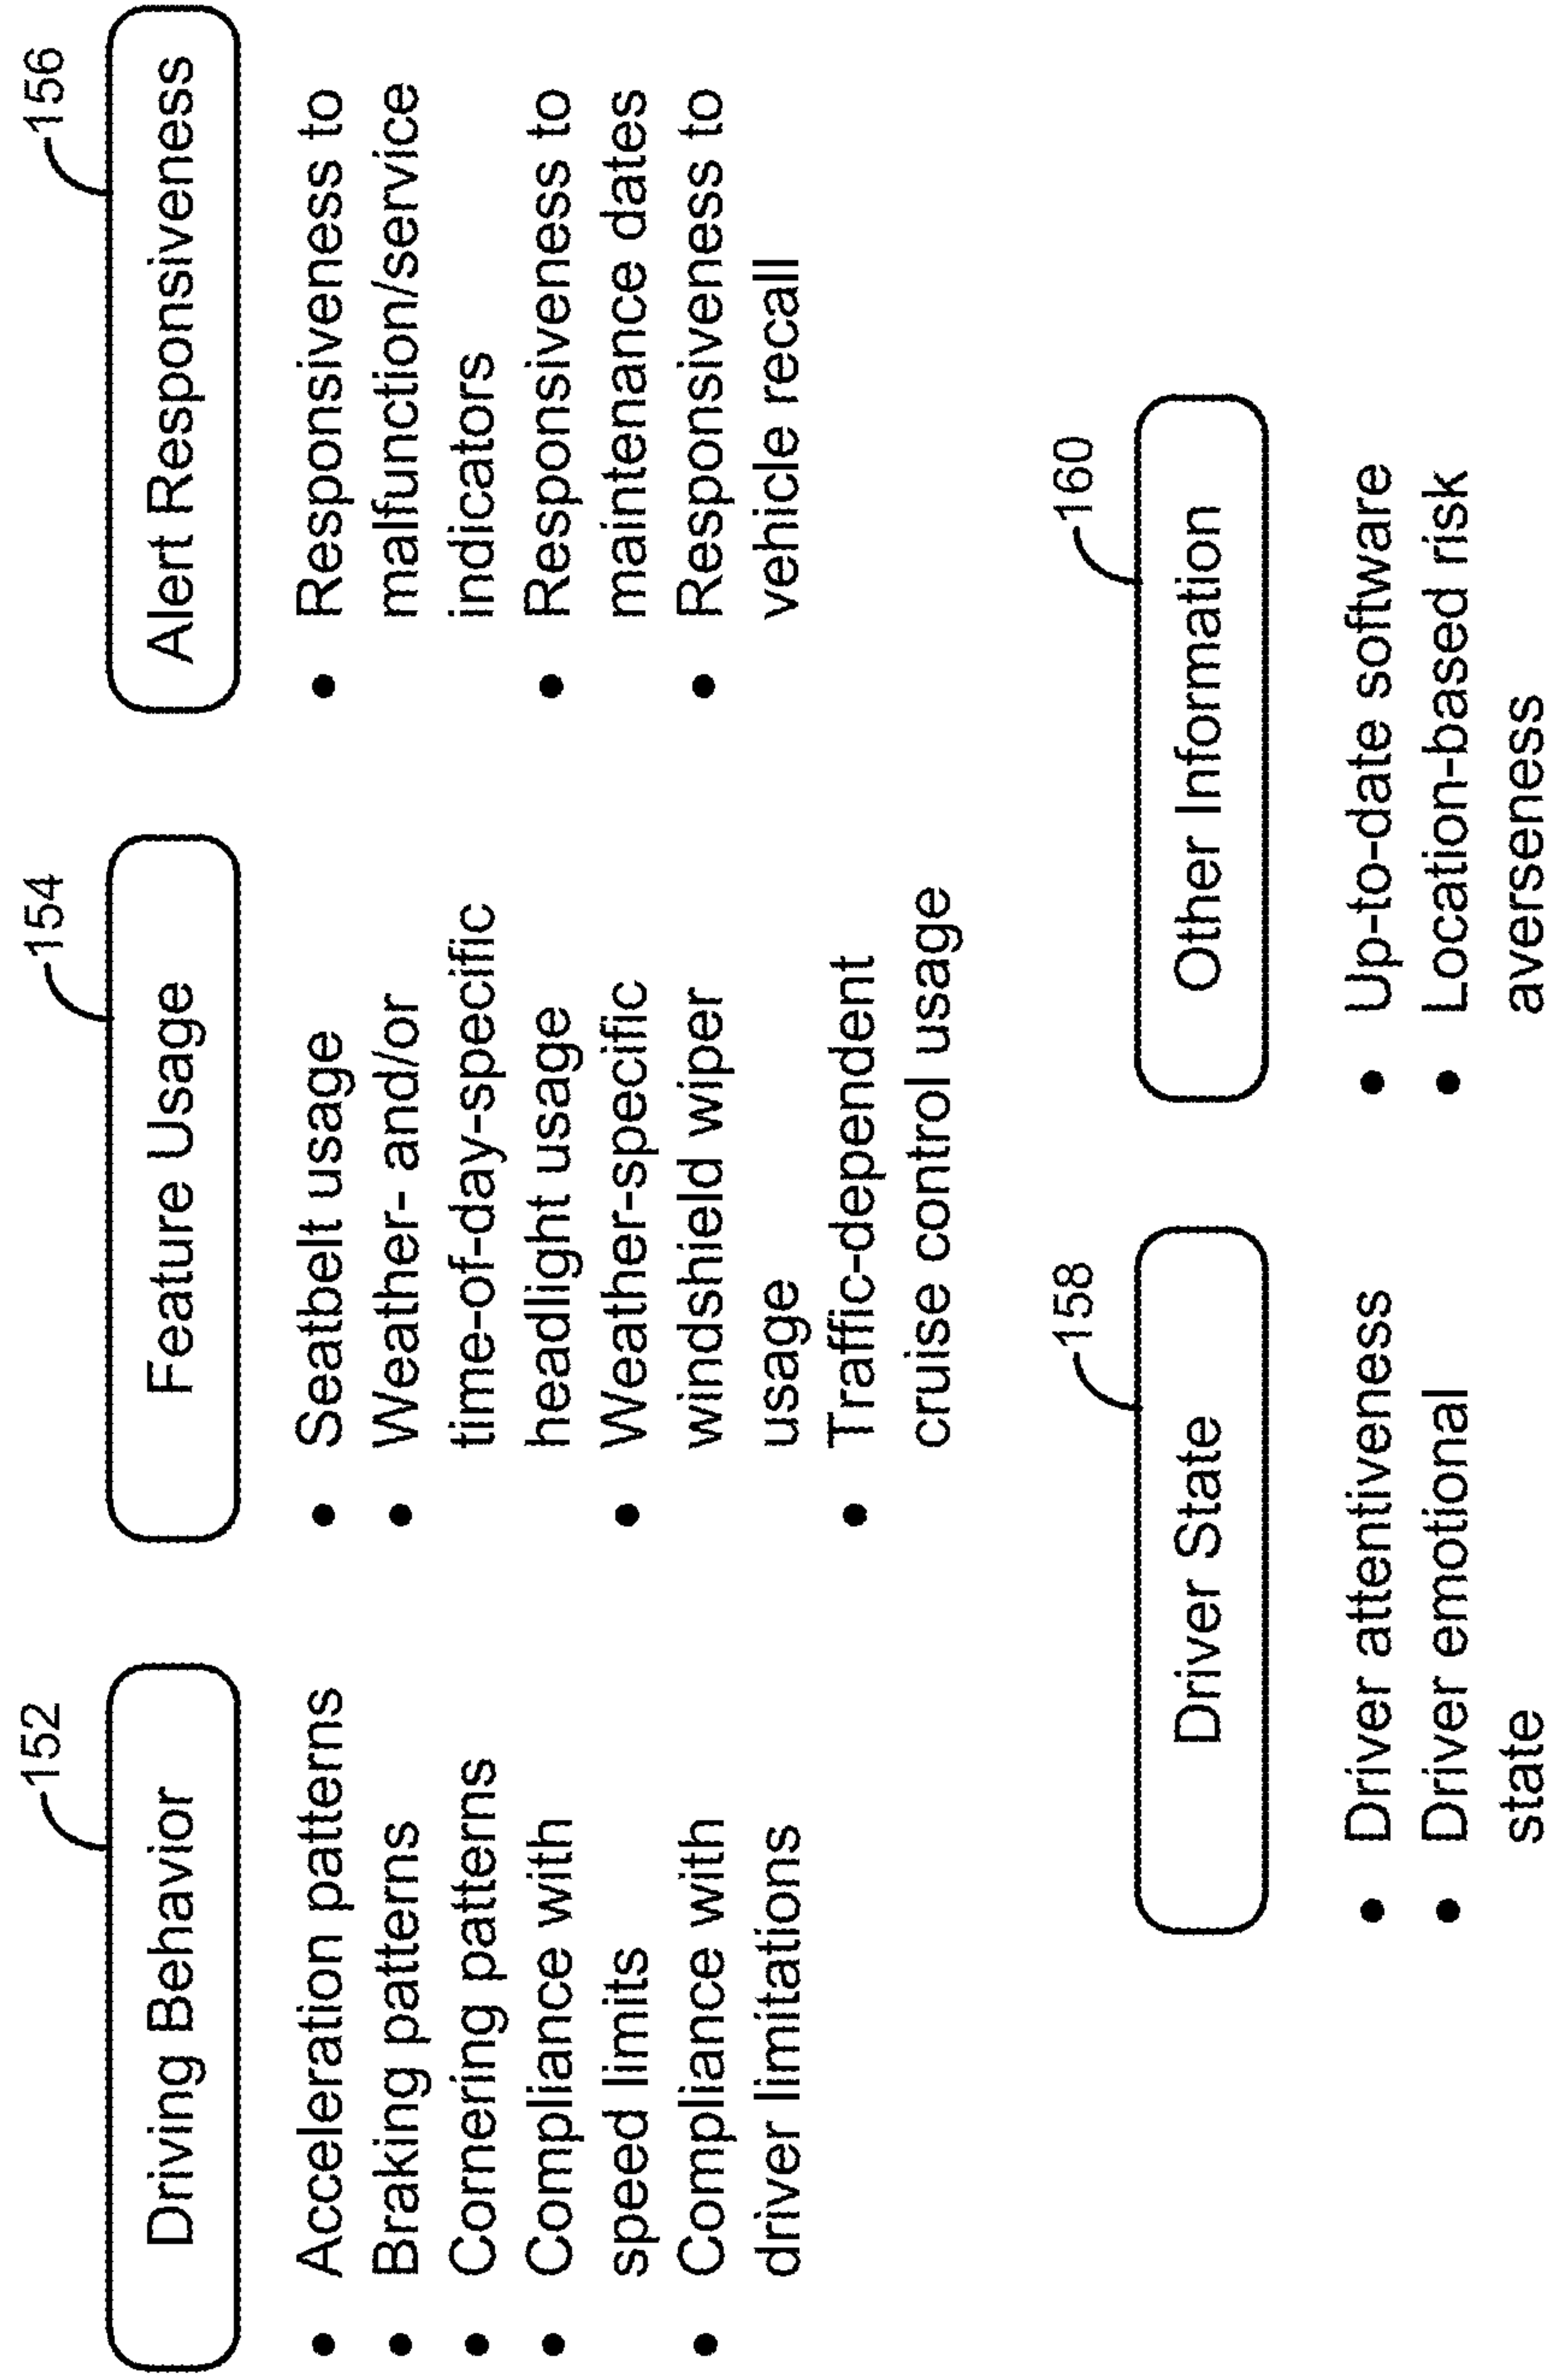 152
Driving Behavior
• Acceleration patterns
• Braking patterns
• Cornering patterns
• Compliance with
speed limits
• Compliance with
driver limitations
154
Feature Usage
• Seatbelt usage
• Weather- and/or
time-of-day-specific
headlight usage
• Weather-specific
windshield wiper
usage
• Traffic-dependent
cruise control usage
156
Alert Responsiveness
• Responsiveness to
malfunction/service
indicators
• Responsiveness to
maintenance dates
• Responsiveness to
vehicle recall
158
Driver State
• Driver attentiveness
• Driver emotional
state
160
Other Information
• Up-to-date software
• Location-based risk
averseness